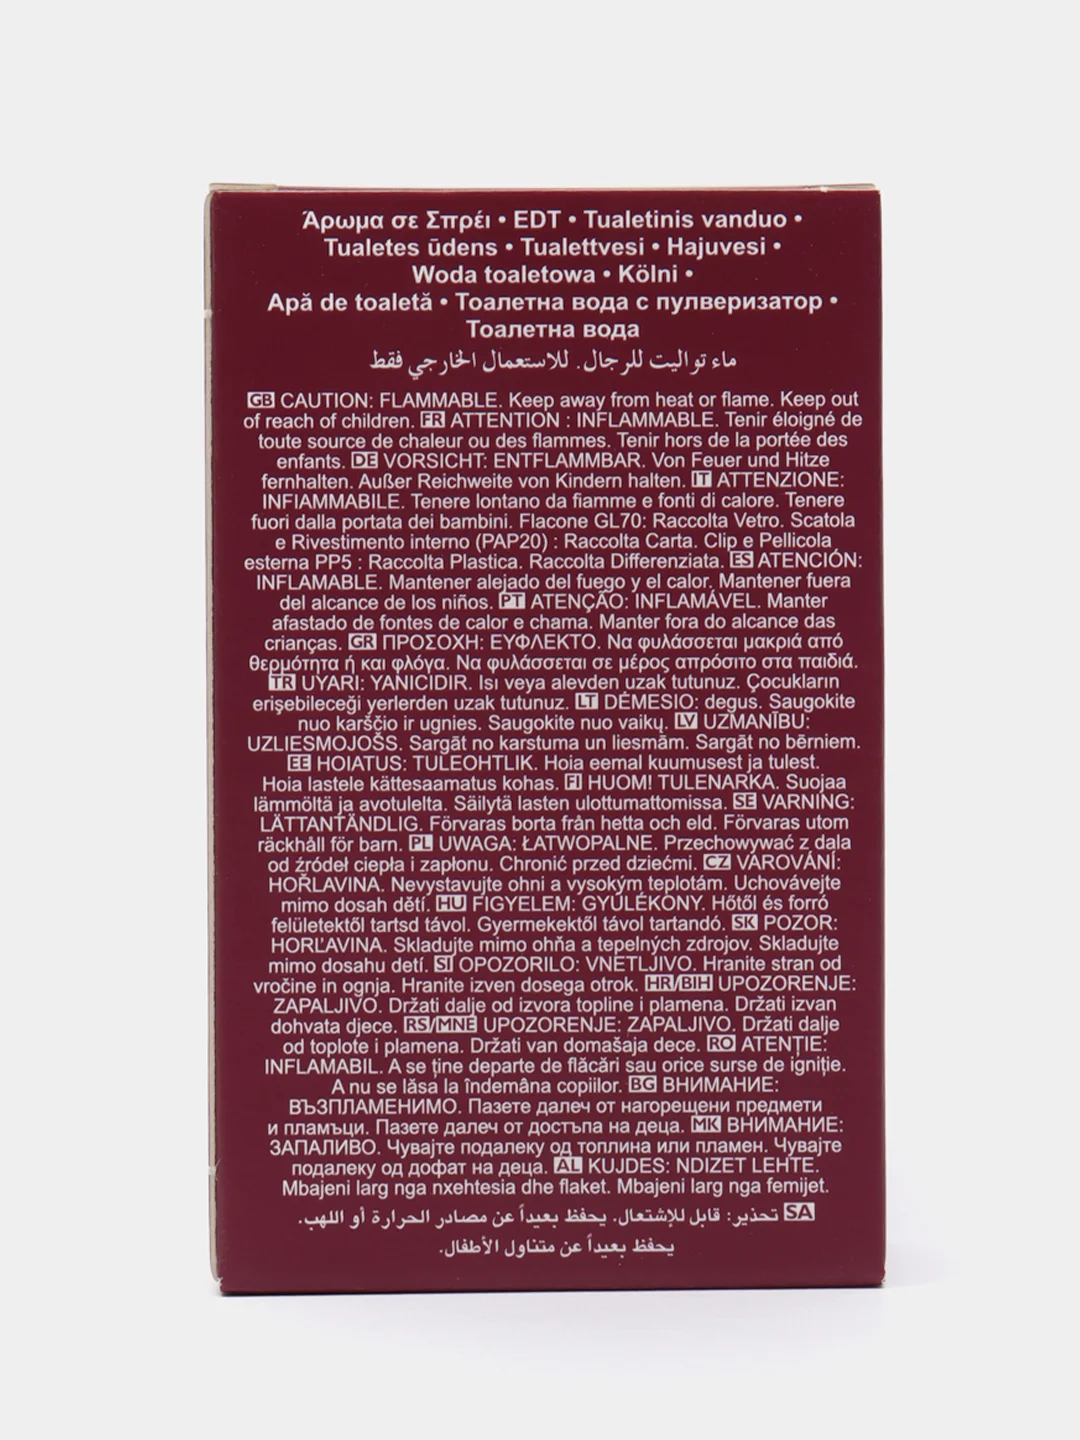 Άρωμα σε Σπρέι • EDT • Tualetinis vanduo •
Tualetes ūdens • Tualettvesi • Hajuvesi •
Woda toaletowa • Kölni •
Apă de toaletă • Тоалетна вода с пулверизатор •
Тоалетна вода
ماء تواليت للرجال. للاستعمال الخارجي فقط
GB CAUTION: FLAMMABLE. Keep away from heat or flame. Keep out
of reach of children. FR ATTENTION : INFLAMMABLE. Tenir éloigné de
toute source de chaleur ou des flammes. Tenir hors de la portée des
enfants. DE VORSICHT: ENTFLAMMBAR. Von Feuer und Hitze
fernhalten. Außer Reichweite von Kindern halten. IT ATTENZIONE:
INFIAMMABILE. Tenere lontano da fiamme e fonti di calore. Tenere
fuori dalla portata dei bambini. Flacone GL70: Raccolta Vetro. Scatola
e Rivestimento interno (PAP20) : Raccolta Carta. Clip e Pellicola
esterna PP5 : Raccolta Plastica. Raccolta Differenziata. ES ATENCIÓN:
INFLAMABLE. Mantener alejado del fuego y el calor. Mantener fuera
del alcance de los niños. PT ATENÇÃO: INFLAMÁVEL. Manter
afastado de fontes de calor e chama. Manter fora do alcance das
crianças. GR ΠΡΟΣΟΧΗ: ΕΥΦΛΕΚΤΟ. Να φυλάσσεται μακριά από
θερμότητα ή και φλόγα. Να φυλάσσεται σε μέρος απρόσιτο στα παιδιά.
TR UYARI: YANICIDIR. Isı veya alevden uzak tutunuz. Çocukların
erişebileceği yerlerden uzak tutunuz. LT DĖMESIO: degus. Saugokite
nuo karščio ir ugnies. Saugokite nuo vaikų. LV UZMANĪBU:
UZLIESMOJOŠS. Sargāt no karstuma un liesmām. Sargāt no bērniem.
EE HOIATUS: TULEOHTLIK. Hoia eemal kuumusest ja tulest.
Hoia lastele kättesaamatus kohas. FI HUOM! TULENARKA. Suojaa
lämmöltä ja avotulelta. Säilytä lasten ulottumattomissa. SE VARNING:
LÄTTANTÄNDLIG. Förvaras borta från hetta och eld. Förvaras utom
räckhåll för barn. PL UWAGA: ŁATWOPALNE. Przechowywać z dala
od źródeł ciepła i zapłonu. Chronić przed dziećmi. CZ VAROVÁNÍ:
HOŘLAVINA. Nevystavujte ohni a vysokým teplotám. Uchovávejte
mimo dosah dětí. HU FIGYELEM: GYÚLÉKONY. Hőtől és forró
felületektől tartsd távol. Gyermekektől távol tartandó. SK POZOR:
HORĽAVINA. Skladujte mimo ohňa a tepelných zdrojov. Skladujte
mimo dosahu detí. SI OPOZORILO: VNETLJIVO. Hranite stran od
vročine in ognja. Hranite izven dosega otrok. HR/BIH UPOZORENJE:
ZAPALJIVO. Držati dalje od izvora topline i plamena. Držati izvan
dohvata djece. RS/MNE UPOZORENJE: ZAPALJIVO. Držati dalje
od toplote i plamena. Držati van domašaja dece. RO ATENȚIE:
INFLAMABIL. A se ține departe de flăcări sau orice surse de igniție.
A nu se lăsa la îndemâna copiilor. BG ВНИМАНИЕ:
ВЪЗПЛАМЕНИМО. Пазете далеч от нагорещени предмети
и пламъци. Пазете далеч от достъпа на деца. MK ВНИМАНИЕ:
ЗАПАЛИВО. Чувајте подалеку од топлина или пламен. Чувајте
подалеку од дофат на деца. AL KUJDES: NDIZET LEHTE.
Mbajeni larg nga nxehtesia dhe flaket. Mbajeni larg nga femijet.
SA تحذير: قابل للإشتعال. يحفظ بعيداً عن مصادر الحرارة أو اللهب.
يحفظ بعيداً عن متناول الأطفال.